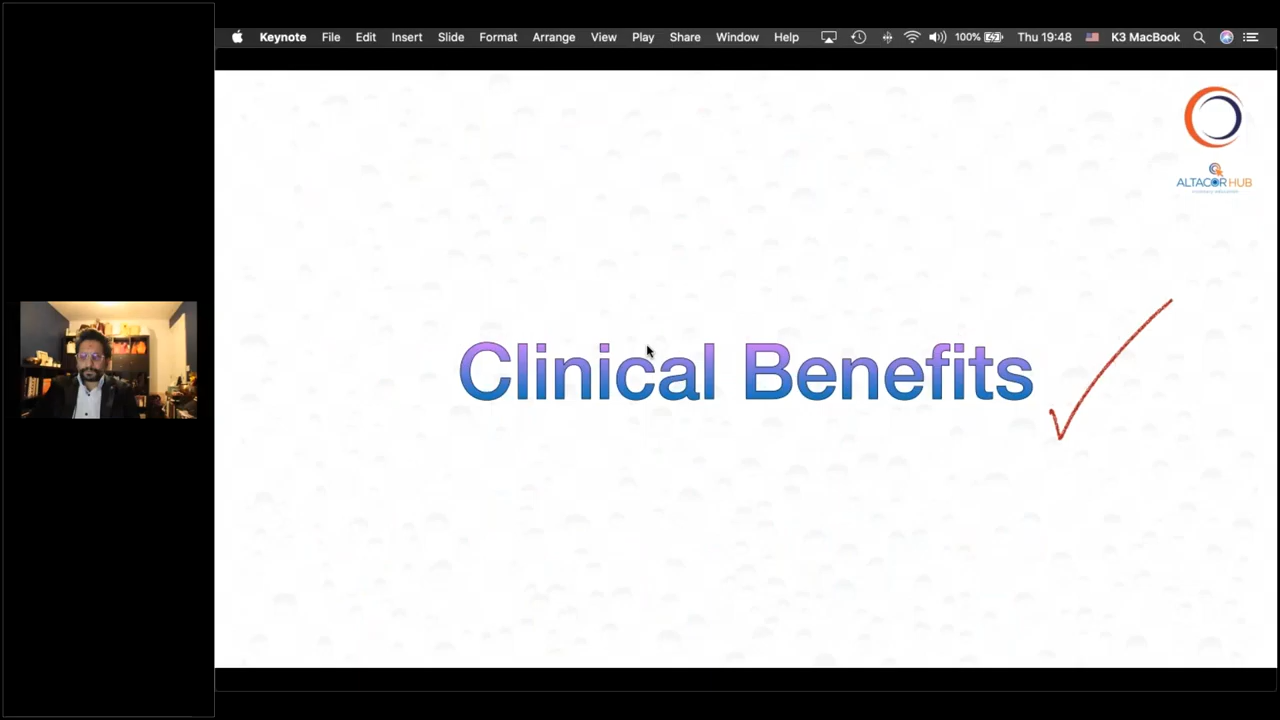 Keynote File Edit Insert Slide Format Arrange View Play Share Window Help 100% Thu 19:48 K3 MacBook
ALTACOR HUB
Clinical Benefits